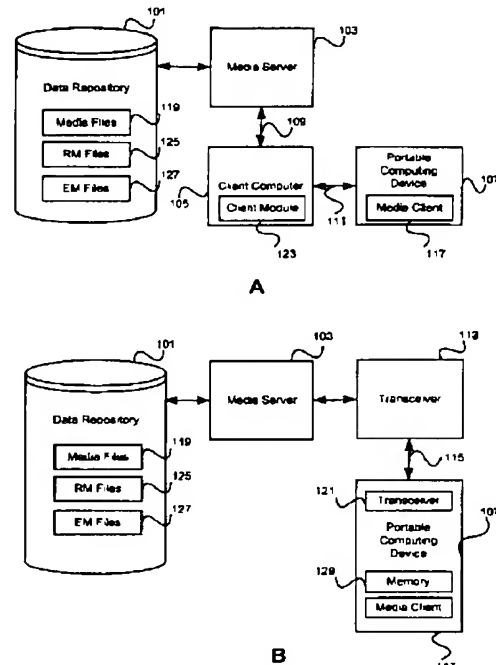 101
103
Data Repository
Media Server
Media Files
119
109
RM Files
125
Portable
Computing
Device
107
EM Files
127
105
Client Computer
Client Module
111
Media Client
123
117
A
101
103
113
Data Repository
Media Server
Transceiver
Media Files
119
115
RM Files
125
121
Transceiver
EM Files
127
Portable
Computing
Device
107
129
Memory
Media Client
B